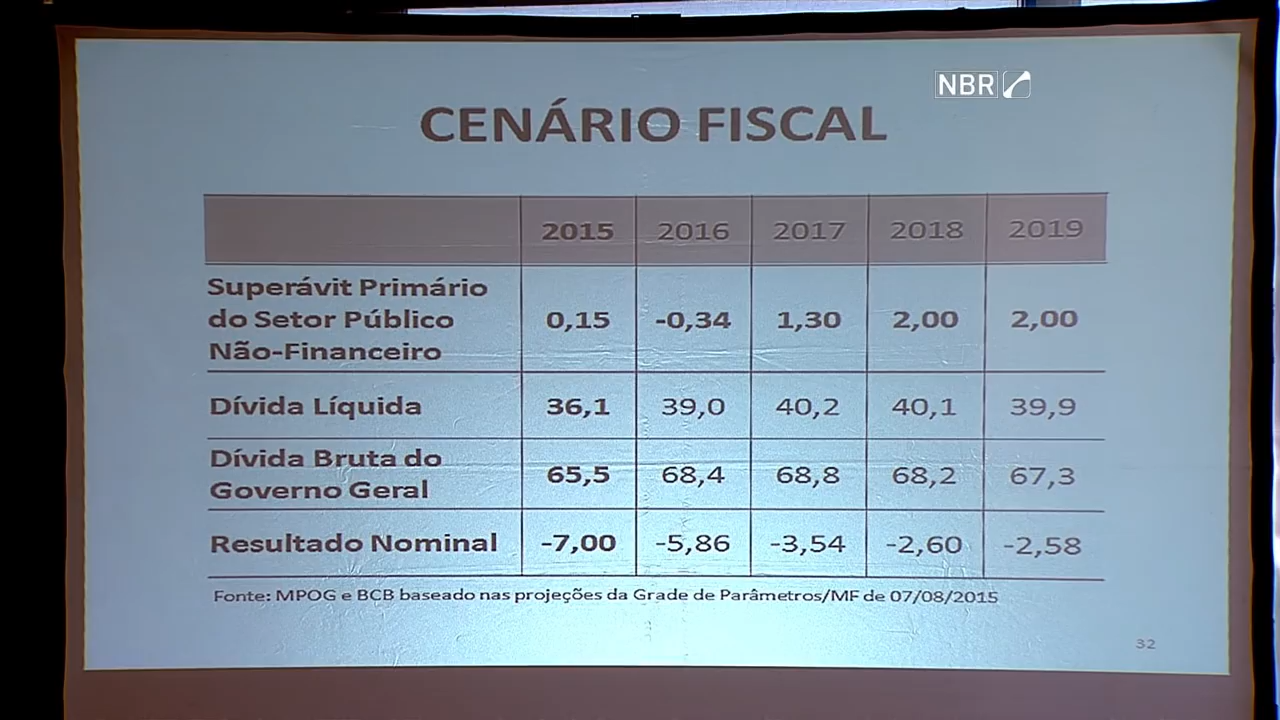 NBR
CENÁRIO FISCAL
2015 2016 2017 2018 2019
Superávit Primário
do Setor Público
Não-Financeiro
0,15 -0,34 1,30 2,00 2,00
Dívida Líquida 36,1 39,0 40,2 40,1 39,9
Dívida Bruta do
Governo Geral
65,5 68,4 68,8 68,2 67,3
Resultado Nominal -7,00 -5,86 -3,54 -2,60 -2,58
Fonte: MPOG e BCB baseado nas projeções da Grade de Parâmetros/MF de 07/08/2015
32